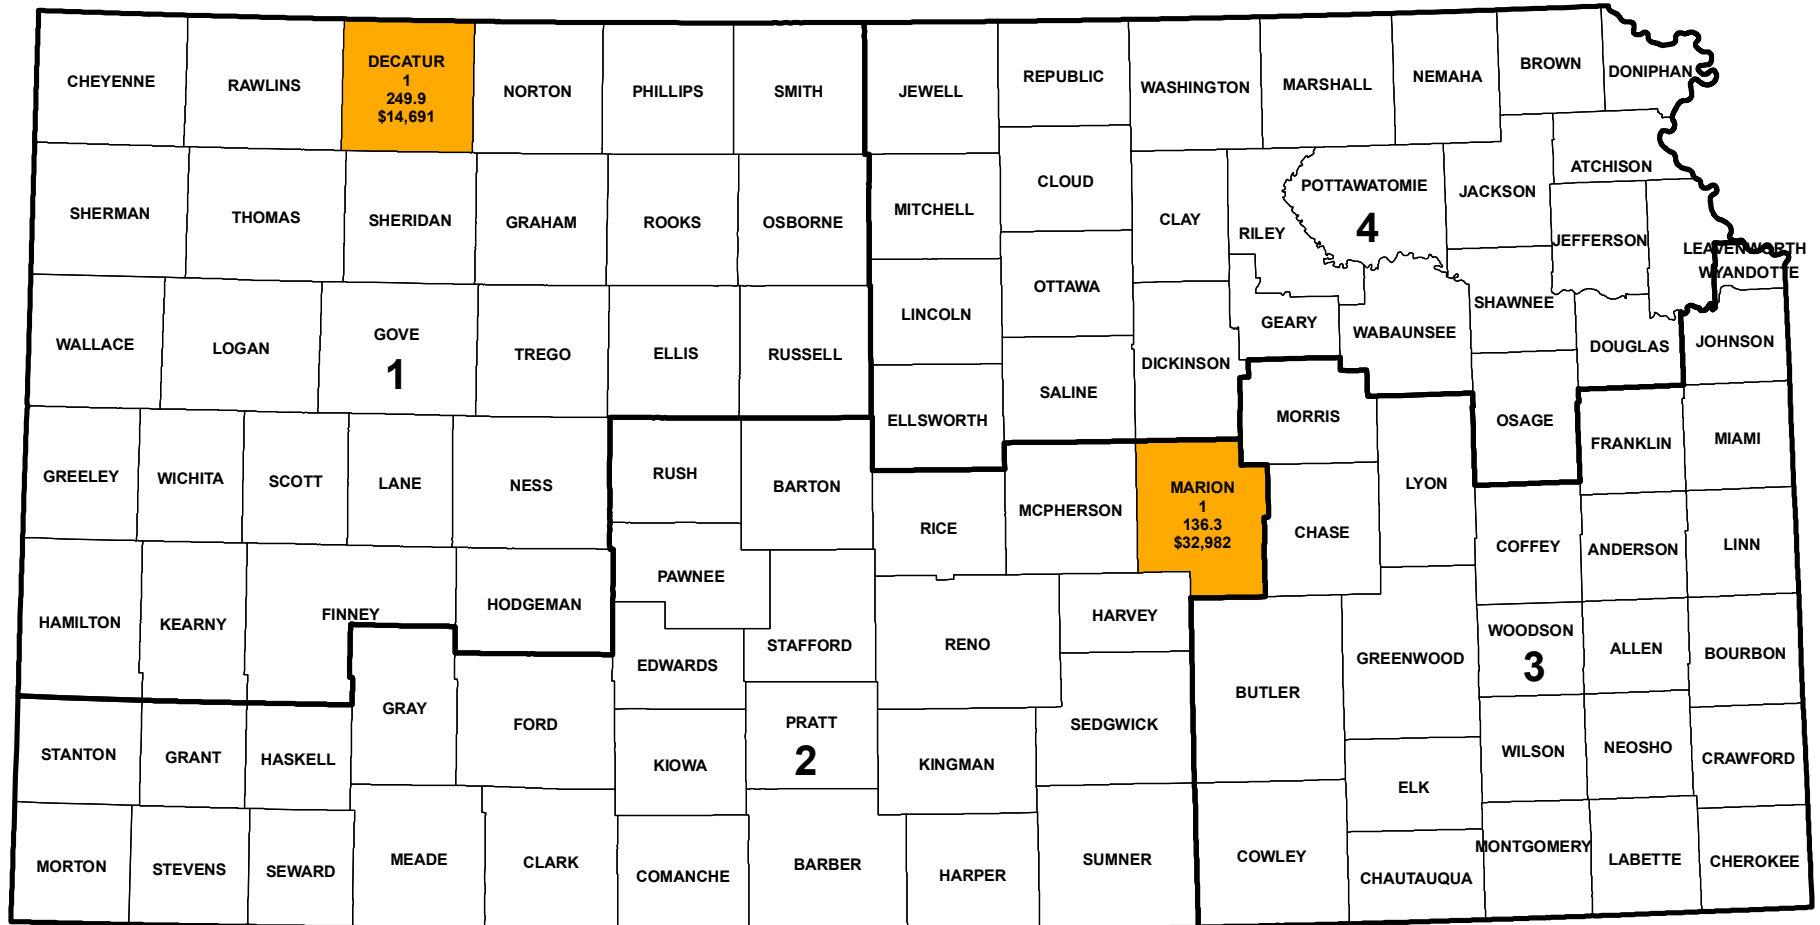 CHEYENNE
RAWLINS
DECATUR
1
249.9
$14,691
NORTON
PHILLIPS
SMITH
JEWELL
REPUBLIC
WASHINGTON
MARSHALL
NEMAHA
BROWN
DONIPHAN
SHERMAN
THOMAS
SHERIDAN
GRAHAM
ROOKS
OSBORNE
MITCHELL
CLOUD
CLAY
RILEY
POTTAWATOMIE
4
JACKSON
ATCHISON
JEFFERSON
LEAVENWORTH
WYANDOTTE
WALLACE
LOGAN
GOVE
1
TREGO
ELLIS
RUSSELL
LINCOLN
OTTAWA
DICKINSON
GEARY
WABAUNSEE
SHAWNEE
DOUGLAS
JOHNSON
ELLSWORTH
SALINE
MORRIS
OSAGE
FRANKLIN
MIAMI
GREELEY
WICHITA
SCOTT
LANE
NESS
RUSH
BARTON
RICE
MCPHERSON
MARION
1
136.3
$32,982
CHASE
LYON
COFFEY
ANDERSON
LINN
HAMILTON
KEARNY
FINNEY
HODGEMAN
PAWNEE
EDWARDS
STAFFORD
RENO
HARVEY
BUTLER
GREENWOOD
WOODSON
3
ALLEN
BOURBON
STANTON
GRANT
HASKELL
GRAY
FORD
KIOWA
PRATT
2
KINGMAN
SEDGWICK
ELK
WILSON
NEOSHO
CRAWFORD
MORTON
STEVENS
SEWARD
MEADE
CLARK
COMANCHE
BARBER
HARPER
SUMNER
COWLEY
CHAUTAUQUA
MONTGOMERY
LABETTE
CHEROKEE